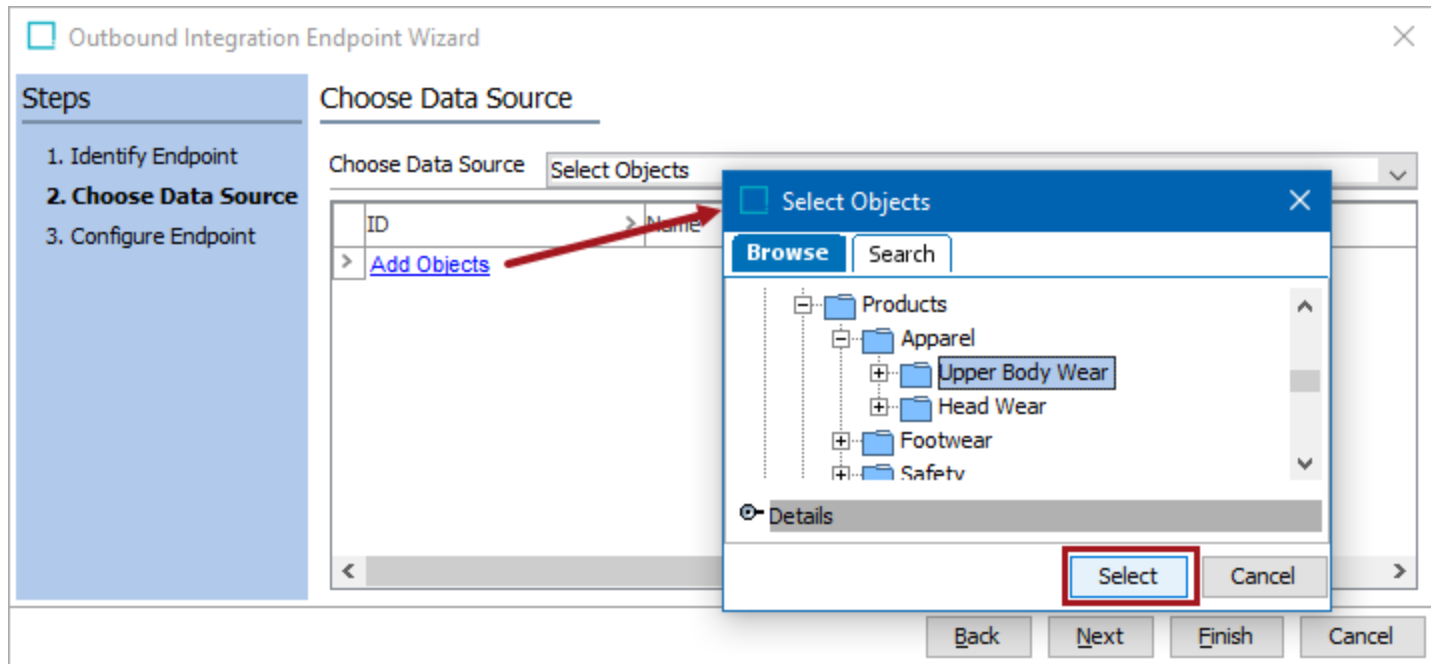 Outbound Integration Endpoint Wizard
Steps
1. Identify Endpoint
2. Choose Data Source
3. Configure Endpoint
Choose Data Source
Choose Data Source Select Objects
ID Name
Add Objects
Select Objects
Browse Search
Products
Apparel
Upper Body Wear
Head Wear
Footwear
Safety
Details
Select Cancel
Back Next Finish Cancel